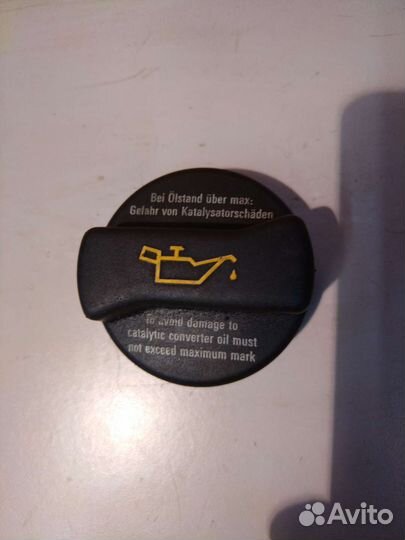 Bei Ölstand über max:
Gefahr von Katalysatorschäden
to avoid damage to
catalytic converter oil must
not exceed maximum mark
Avito